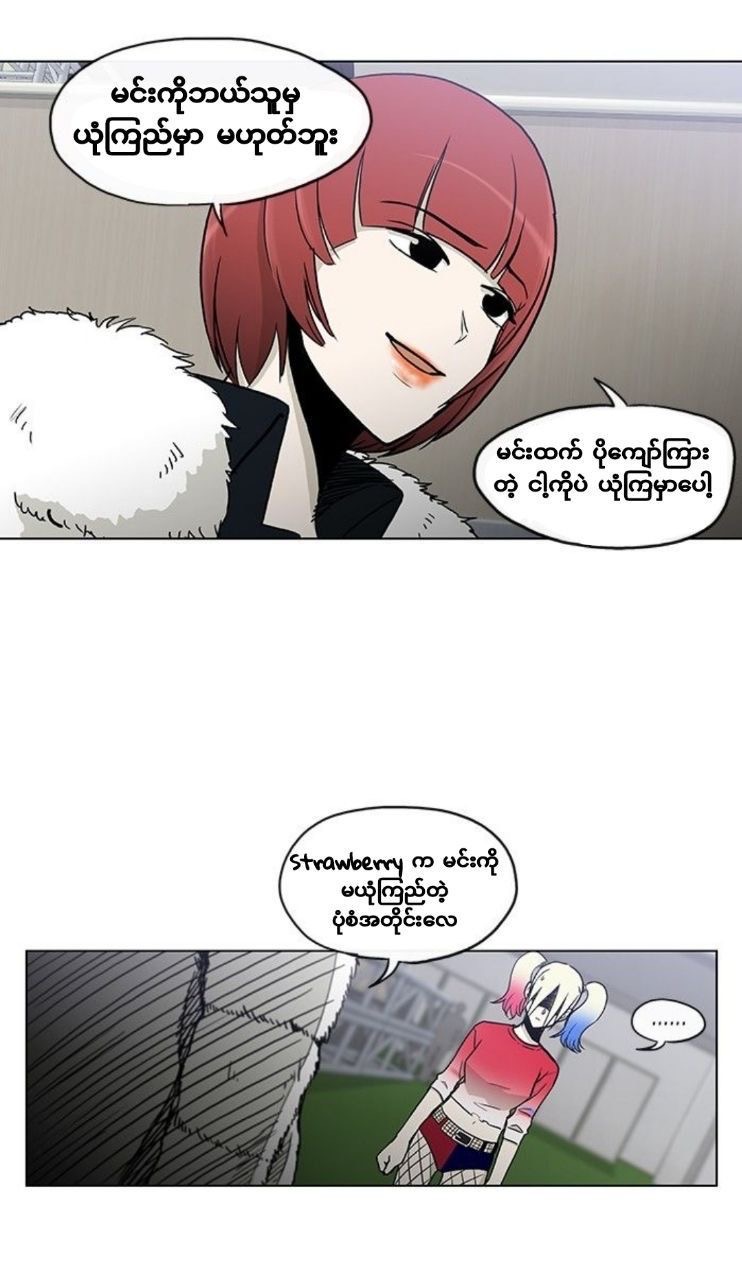 မင်းကိုဘယ်သူမှ
ယုံကြည်မှာ မဟုတ်ဘူး
မင်းထက် ပိုကျော်ကြား
တဲ့ ငါ့ကိုပဲ ယုံကြမှာပေါ့
Strawberry က မင်းကို
မယုံကြည်တဲ့
ပုံစံအတိုင်းလေ
......